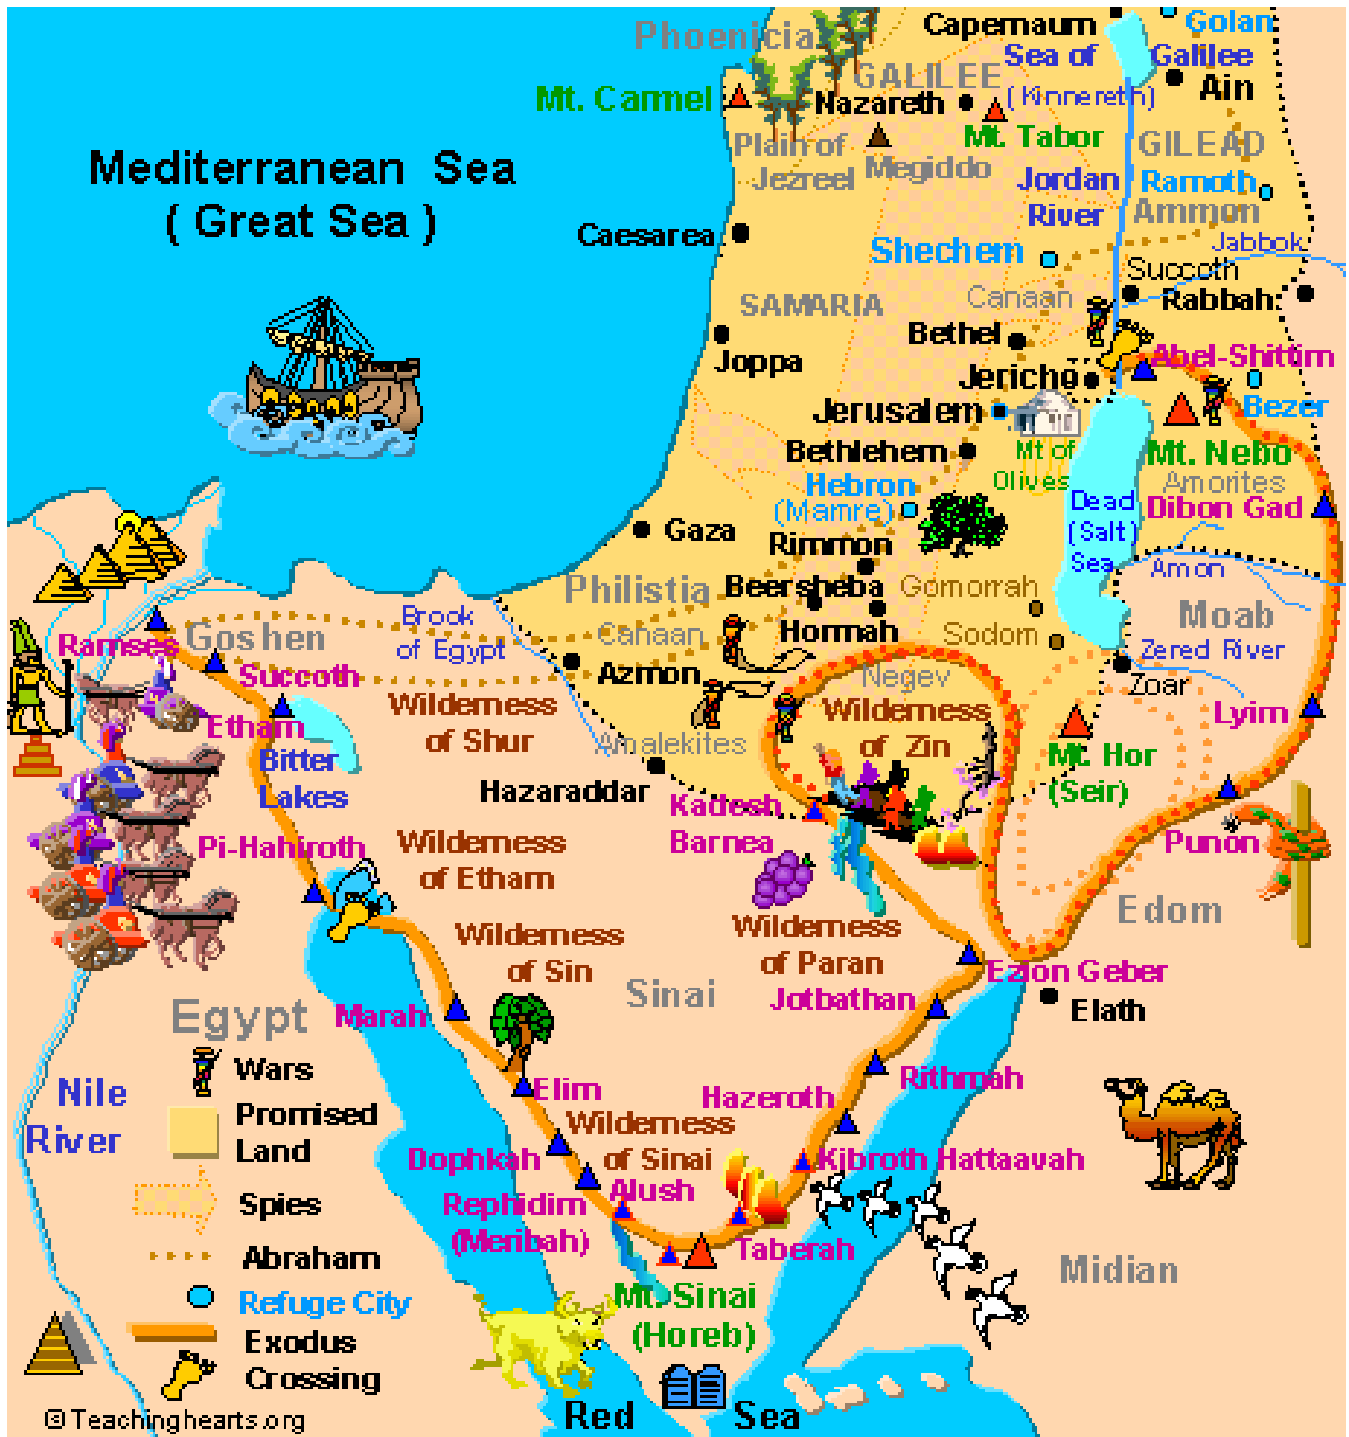 Phoenicia
Capernaum
Golan
Sea of Galilee
(Kinnereth)
GALILEE
Ain
Mt. Carmel
Nazareth
Mt. Tabor
GILEAD
Plain of
Jezreel
Megiddo
Mediterranean Sea
( Great Sea )
Jordan
River
Ramoth
Ammon
Caesarea
Shechem
Jabbok
Succoth
Canaan
Rabbah
SAMARIA
Bethel
Joppa
Abel-Shittim
Jericho
Bezer
Jerusalem
Mt of
Olives
Mt. Nebo
Bethlehem
Amorites
Hebron
(Mamre)
Dead
(Salt)
Sea
Dibon Gad
Gaza
Rimmon
Arnon
Philistia
Beersheba
Gomorrah
Moab
Brook
of Egypt
Canaan
Hormah
Sodom
Zered River
Ramses
Goshen
Succoth
Azmon
Negev
Zoar
Wilderness
of Shur
Wilderness
of Zin
Lyim
Etham
Bitter
Lakes
Amalekites
Mt. Hor
(Seir)
Hazaraddar
Kadesh
Barnea
Punon
Pi-Hahiroth
Wilderness
of Etham
Edom
Wilderness
of Sin
Wilderness
of Paran
Ezion Geber
Sinai
Jotbathan
Elath
Egypt
Marah
Wars
Elim
Rithmah
Nile
River
Promised
Land
Hazeroth
Wilderness
of Sinai
Dophkah
Kibroth Hattaavah
Alush
Rephidim
(Meribah)
Spies
Taberah
Abraham
Midian
Refuge City
Mt. Sinai
(Horeb)
Exodus
Crossing
Red Sea
© Teachinghearts.org